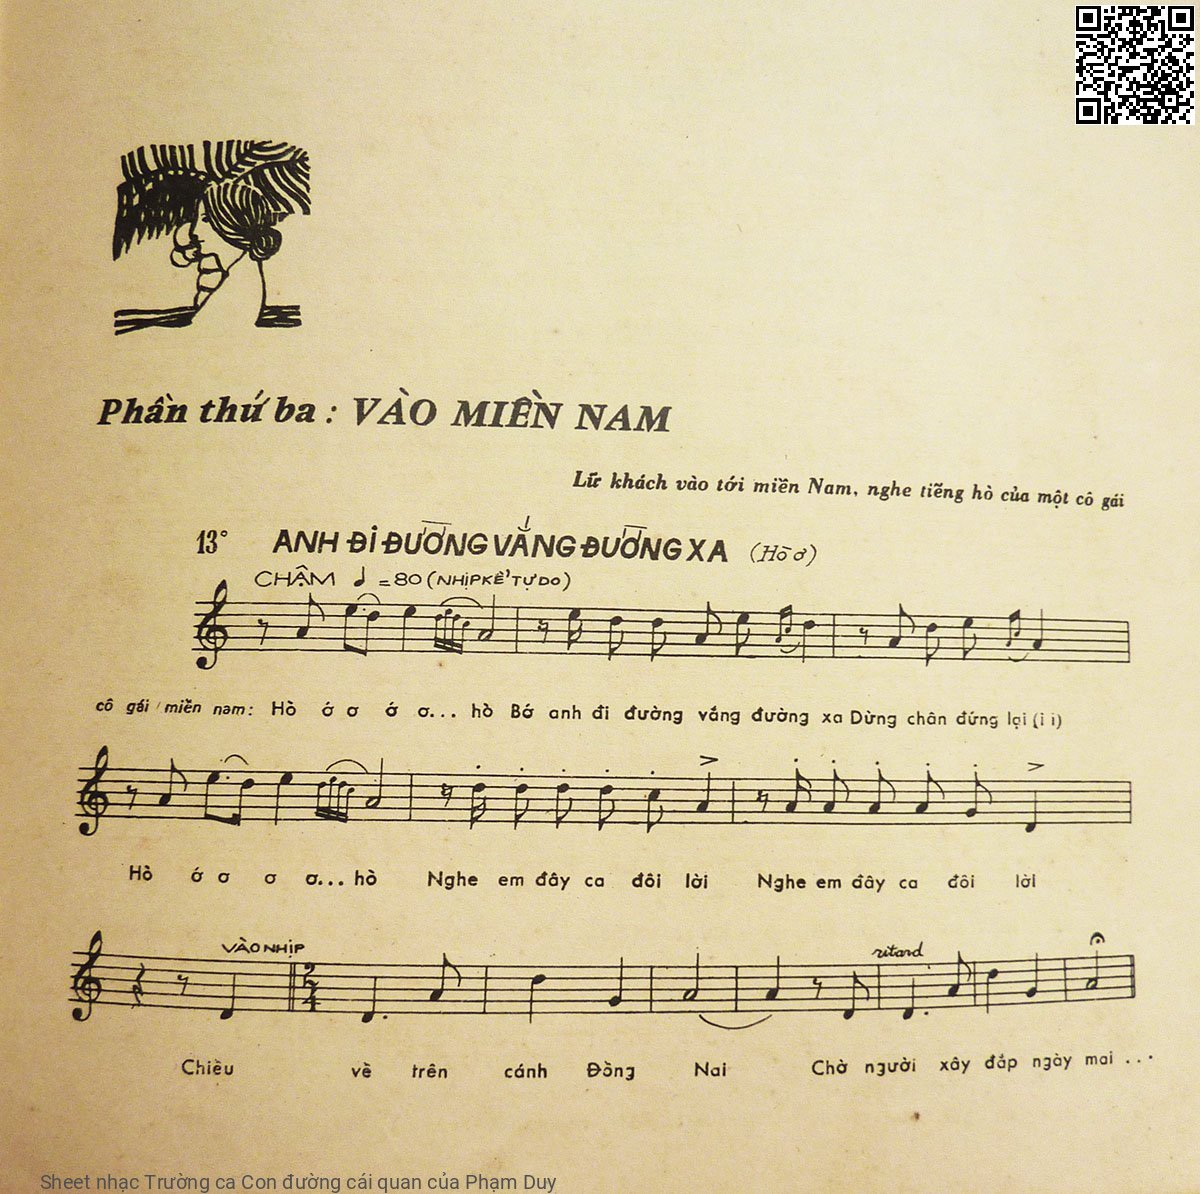 Phần thứ ba : VÀO MIỀN NAM
Lữ khách vào tới miền Nam, nghe tiếng hò của một cô gái
13° ANH ĐI ĐƯỜNG VẮNG ĐƯỜNG XA (Hò ơ)
CHẬM ♩ = 80 (NHỊP KỂ TỰ DO)
cô gái miền nam: Hò ớ ơ ớ ơ... hò Bớ anh đi đường vắng đường xa Dừng chân đứng lại (i i)
Hò ớ ơ ơ ơ... hò Nghe em đây ca đôi lời Nghe em đây ca đôi lời
VÀO NHỊP
2/4
ritard
Chiều về trên cánh Đồng Nai Chờ người xây đắp ngày mai ...
Sheet nhạc Trường ca Con đường cái quan của Phạm Duy